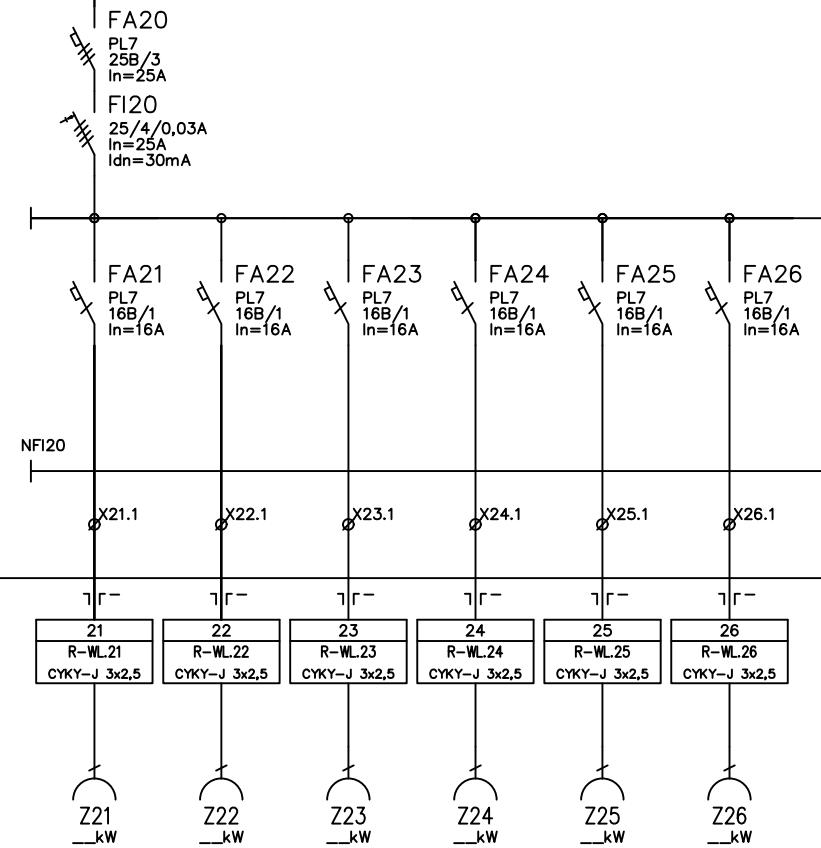 FA20
PL7
25B/3
In=25A
FI20
25/4/0,03A
In=25A
Idn=30mA
FA21
PL7
16B/1
In=16A
FA22
PL7
16B/1
In=16A
FA23
PL7
16B/1
In=16A
FA24
PL7
16B/1
In=16A
FA25
PL7
16B/1
In=16A
FA26
PL7
16B/1
In=16A
NFI20
X21.1
X22.1
X23.1
X24.1
X25.1
X26.1
21
R-WL.21
CYKY-J 3x2,5
22
R-WL.22
CYKY-J 3x2,5
23
R-WL.23
CYKY-J 3x2,5
24
R-WL.24
CYKY-J 3x2,5
25
R-WL.25
CYKY-J 3x2,5
26
R-WL.26
CYKY-J 3x2,5
Z21
__kW
Z22
__kW
Z23
__kW
Z24
__kW
Z25
__kW
Z26
__kW